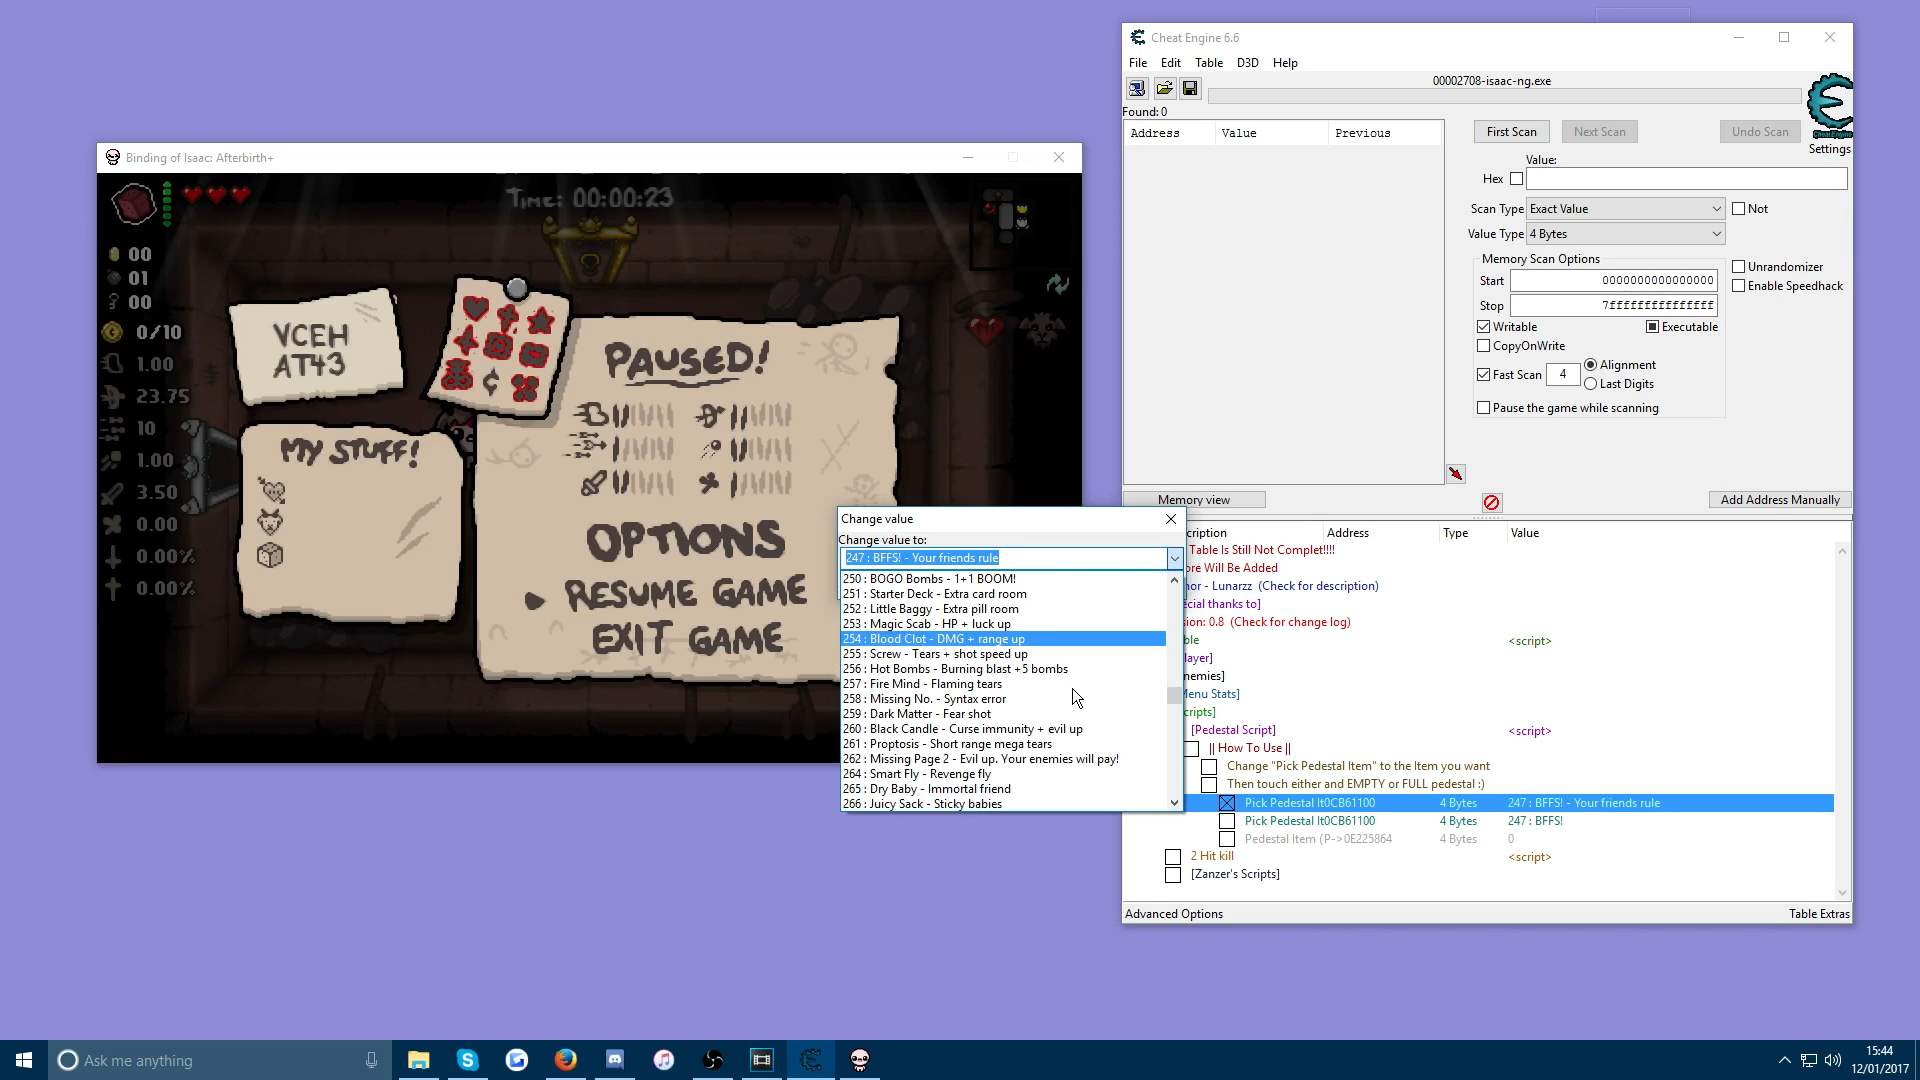 Cheat Engine 6.6
File Edit Table D3D Help
00002708-isaac-ng.exe
Found: 0
Address Value Previous
First Scan Next Scan Undo Scan
Settings
Value:
Hex
Scan Type Exact Value Not
Value Type 4 Bytes
Memory Scan Options
Start 0000000000000000
Stop 7fffffffffffffff
Unrandomizer
Enable Speedhack
Writable Executable
CopyOnWrite
Fast Scan 4 Alignment
Last Digits
Pause the game while scanning
Memory view Add Address Manually
cription Address Type Value
Table Is Still Not Complet!!!!
ore Will Be Added
hor - Lunarzz (Check for description)
ecial thanks to]
sion: 0.8 (Check for change log)
ble <script>
layer]
nemies]
Menu Stats]
cripts]
[Pedestal Script] <script>
|| How To Use ||
Change "Pick Pedestal Item" to the Item you want
Then touch either and EMPTY or FULL pedestal :)
Pick Pedestal It0CB61100 4 Bytes 247 : BFFS! - Your friends rule
Pick Pedestal It0CB61100 4 Bytes 247 : BFFS!
Pedestal Item (P->0E225864 4 Bytes 0
2 Hit kill <script>
[Zanzer's Scripts]
Advanced Options Table Extras
Binding of Isaac: Afterbirth+
Time: 00:00:23
00
01
00
0/10
1.00
23.75
10
1.00
3.50
0.00
0.00%
0.00%
VCEH
AT43
MY STUFF!
PAUSED!
OPTIONS
RESUME GAME
EXIT GAME
Change value
Change value to:
247 : BFFS! - Your friends rule
250 : BOGO Bombs - 1+1 BOOM!
251 : Starter Deck - Extra card room
252 : Little Baggy - Extra pill room
253 : Magic Scab - HP + luck up
254 : Blood Clot - DMG + range up
255 : Screw - Tears + shot speed up
256 : Hot Bombs - Burning blast +5 bombs
257 : Fire Mind - Flaming tears
258 : Missing No. - Syntax error
259 : Dark Matter - Fear shot
260 : Black Candle - Curse immunity + evil up
261 : Proptosis - Short range mega tears
262 : Missing Page 2 - Evil up. Your enemies will pay!
264 : Smart Fly - Revenge fly
265 : Dry Baby - Immortal friend
266 : Juicy Sack - Sticky babies
Ask me anything
15:44
12/01/2017